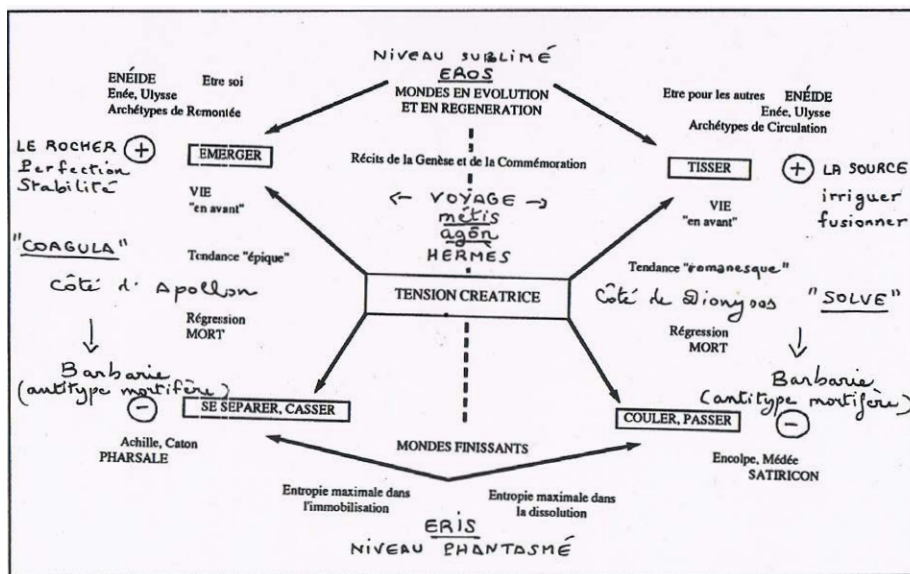 NIVEAU SUBLIMÉ
EROS
MONDES EN EVOLUTION
ET EN REGENERATION
ENÉIDE
Etre soi
Enée, Ulysse
Archétypes de Remontée
Etre pour les autres
ENÉIDE
Enée, Ulysse
Archétypes de Circulation
LE ROCHER
+
Perfection
Stabilité
EMERGER
Récits de la Genèse et de la Commémoration
TISSER
+
LA SOURCE
irriguer
fusionner
VIE
"en avant"
<- VOYAGE ->
métis
agôn
HERMÈS
VIE
"en avant"
"COAGULA"
Tendance "épique"
Côté d'Apollon
TENSION CREATRICE
Tendance "romanesque"
Côté de Dionysos
"SOLVE"
Régression
MORT
Régression
MORT
Barbarie
(antitype mortifère)
-
SE SEPARER, CASSER
Barbarie
(antitype mortifère)
COULER, PASSER
-
Achille, Caton
PHARSALE
MONDES FINISSANTS
Encolpe, Médée
SATIRICON
Entropie maximale dans
l'immobilisation
Entropie maximale dans
la dissolution
ERIS
NIVEAU PHANTASMÉ